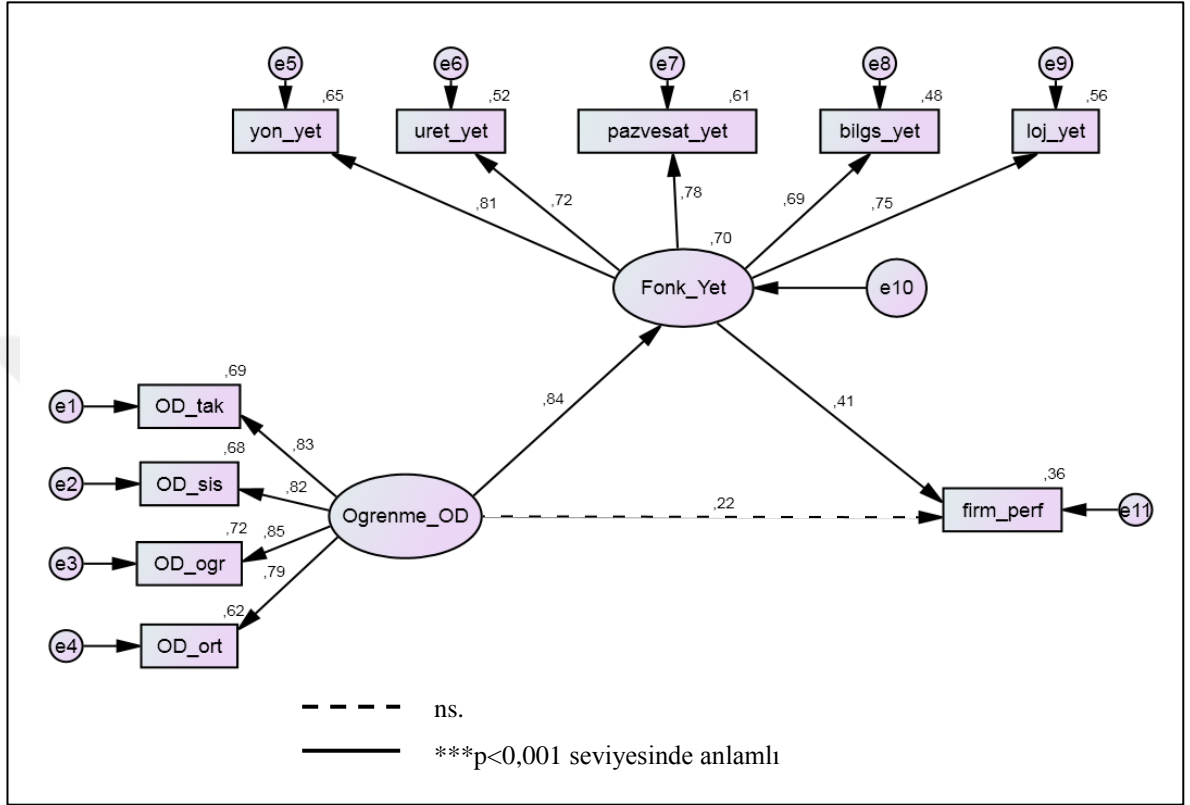 e5 e6 e7 e8 e9
,65 ,52 ,61 ,48 ,56
yon_yet uret_yet pazvesat_yet bilgs_yet loj_yet
,81 ,72 ,78 ,69 ,75
,70
Fonk_Yet e10
,69
e1 OD_tak
,84 ,41
,83
,68
e2 OD_sis
,82
,36
Ogrenme_OD ,22 firm_perf e11
,72 ,85
e3 OD_ogr
,79
,62
e4 OD_ort
ns.
***p<0,001 seviyesinde anlamlı